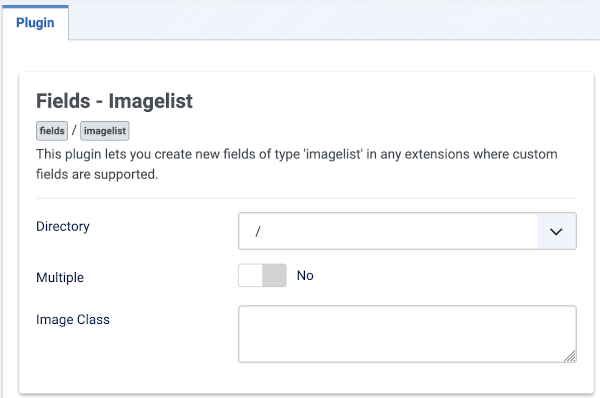 Plugin
Fields - Imagelist
fields / imagelist
This plugin lets you create new fields of type 'imagelist' in any extensions where custom
fields are supported.
Directory /
Multiple No
Image Class